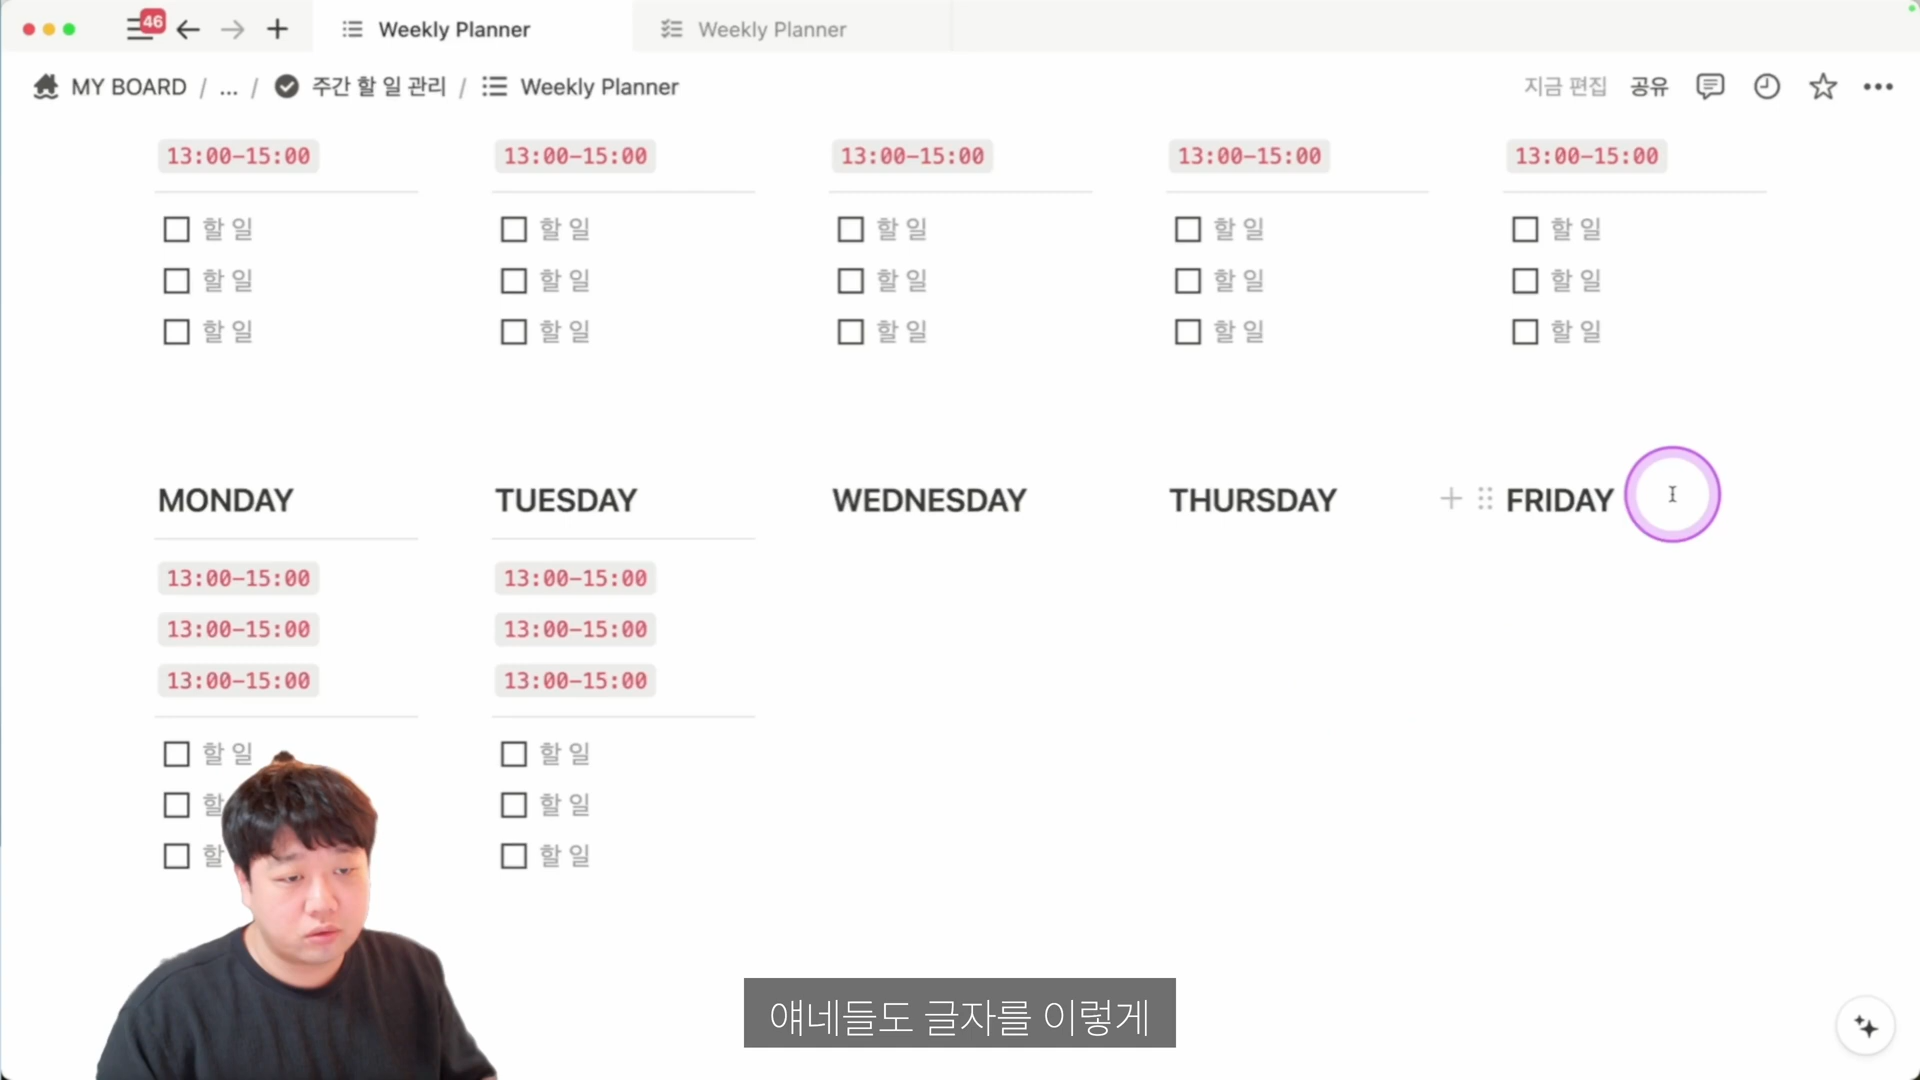 46
Weekly Planner
Weekly Planner
MY BOARD / ... / 주간 할 일 관리 / Weekly Planner
지금 편집 공유
13:00-15:00 13:00-15:00 13:00-15:00 13:00-15:00 13:00-15:00
할 일 할 일 할 일 할 일 할 일
할 일 할 일 할 일 할 일 할 일
할 일 할 일 할 일 할 일 할 일
MONDAY TUESDAY WEDNESDAY THURSDAY FRIDAY
13:00-15:00 13:00-15:00
13:00-15:00 13:00-15:00
13:00-15:00 13:00-15:00
할 일 할 일
할 할 일
할 할 일
얘네들도 글자를 이렇게